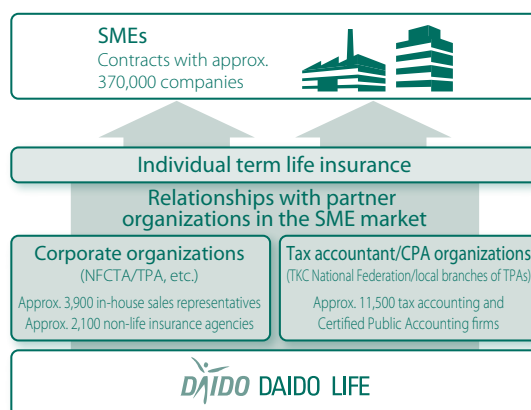 SMEs
Contracts with approx.
370,000 companies
Individual term life insurance
Relationships with partner
organizations in the SME market
Corporate organizations
(NFCTA/TPA, etc.)
Approx. 3,900 in-house sales representatives
Approx. 2,100 non-life insurance agencies
Tax accountant/CPA organizations
(TKC National Federation/local branches of TPAs)
Approx. 11,500 tax accounting and
Certified Public Accounting firms
DAIDO DAIDO LIFE